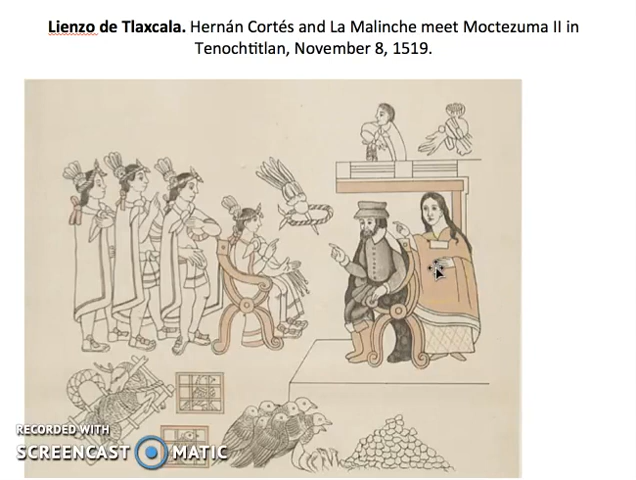 Lienzo de Tlaxcala. Hernán Cortés and La Malinche meet Moctezuma II in
Tenochtitlan, November 8, 1519.
RECORDED WITH
SCREENCAST MATIC